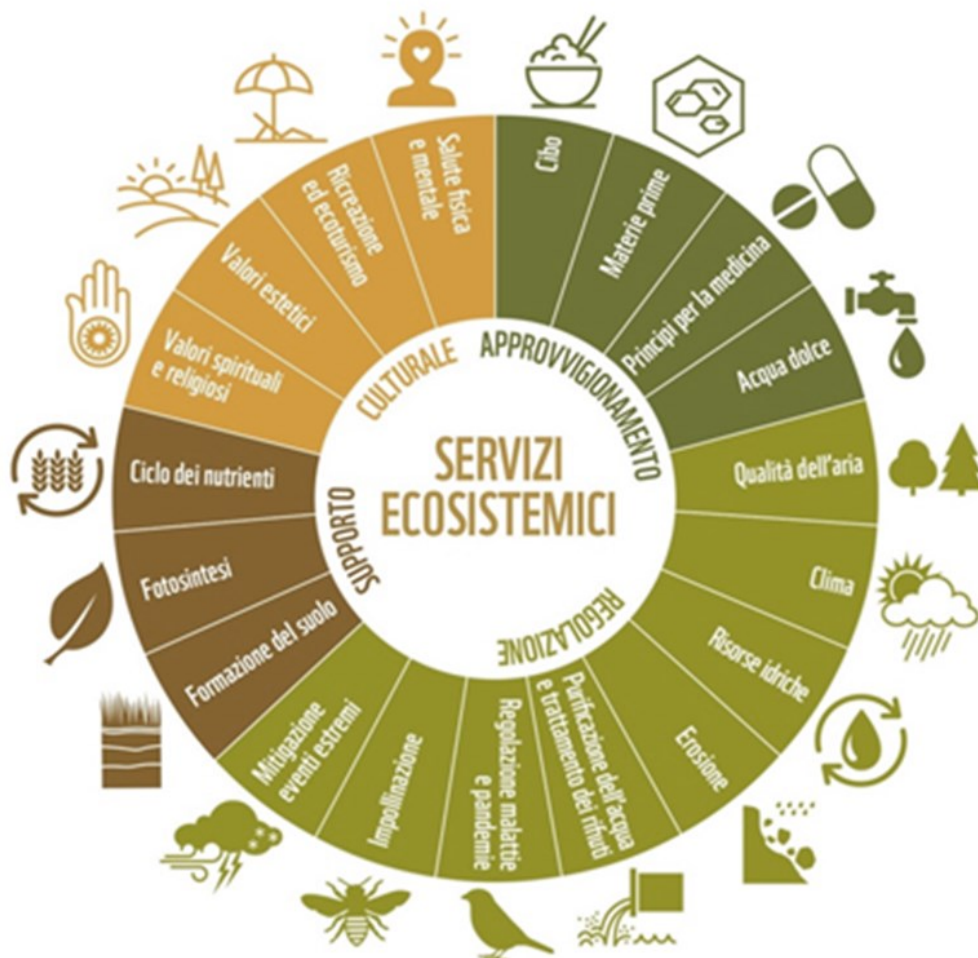 SERVIZI
ECOSISTEMICI
APPROVVIGIONAMENTO
Cibo
Materie prime
Principi per la medicina
Acqua dolce
REGOLAZIONE
Qualità dell'aria
Clima
Risorse idriche
Erosione
Purificazione dell'acqua
e trattamento dei rifiuti
Regolazione malattie
e pandemie
Impollinazione
Mitigazione
eventi estremi
SUPPORTO
Formazione del suolo
Fotosintesi
Ciclo dei nutrienti
CULTURALE
Valori spirituali
e religiosi
Valori estetici
Ricreazione
ed ecoturismo
Salute fisica
e mentale